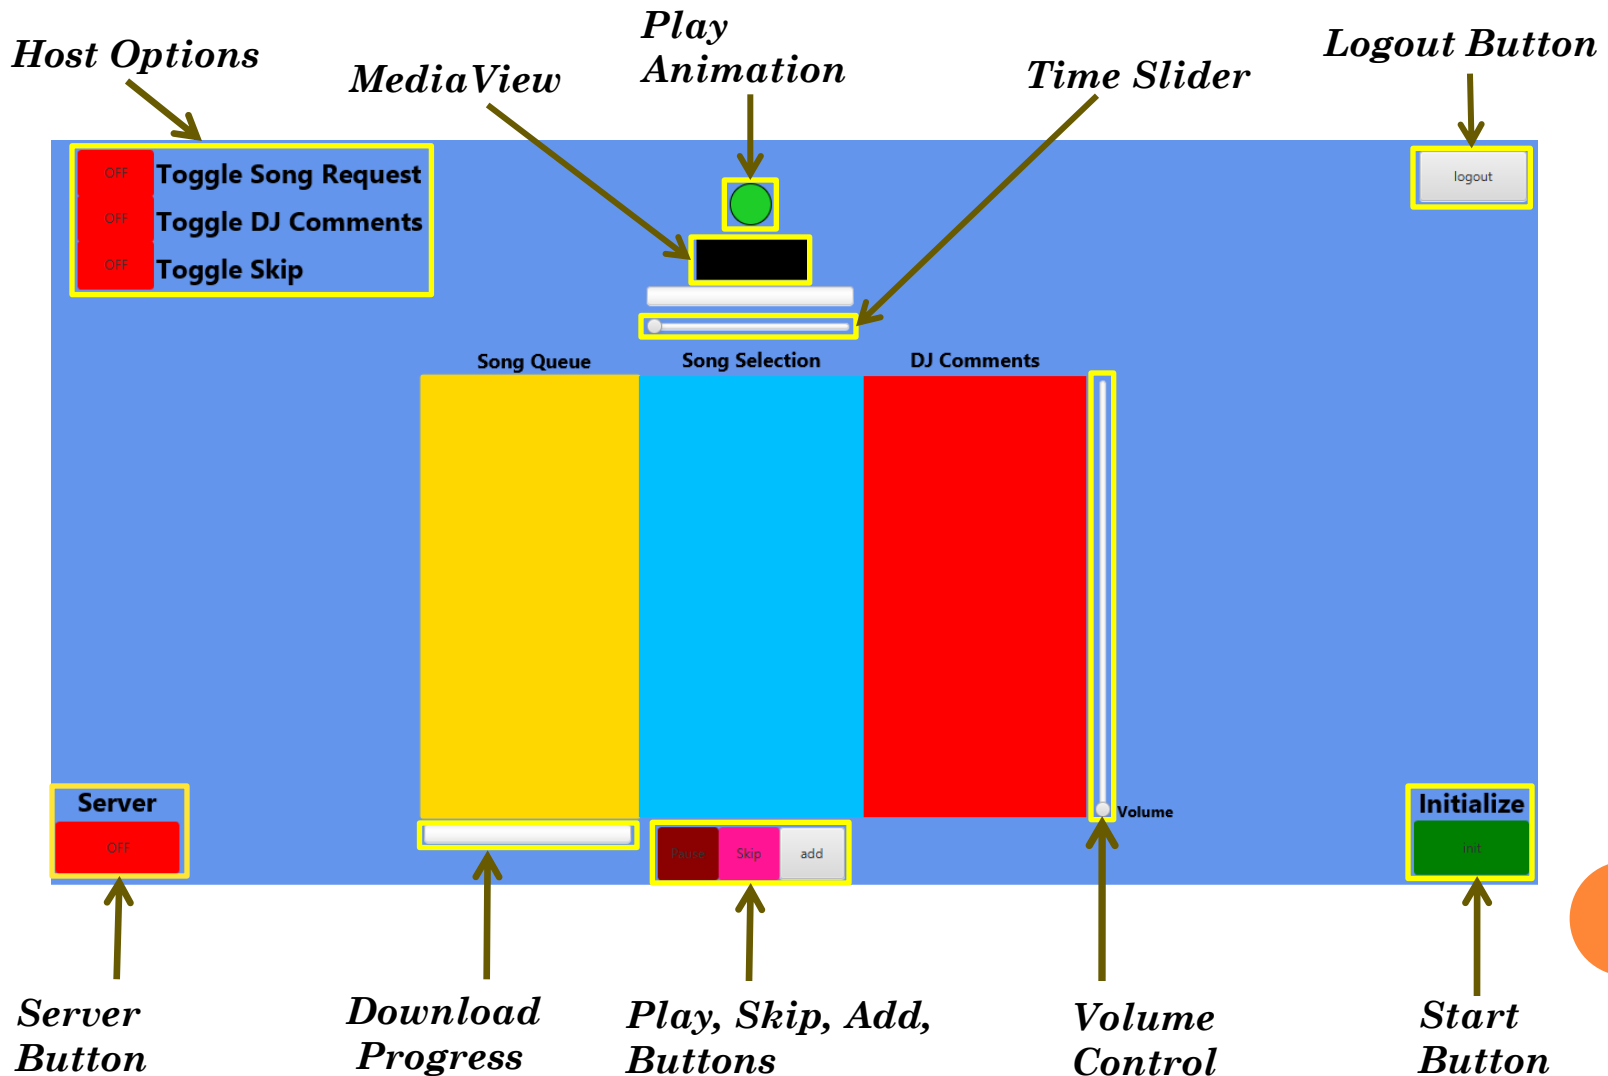 Host Options
MediaView
Play
Animation
Time Slider
Logout Button
OFF Toggle Song Request
OFF Toggle DJ Comments
OFF Toggle Skip
logout
Song Queue
Song Selection
DJ Comments
Volume
Server
OFF
Pause
Skip
add
Initialize
init
Server
Button
Download
Progress
Play, Skip, Add,
Buttons
Volume
Control
Start
Button